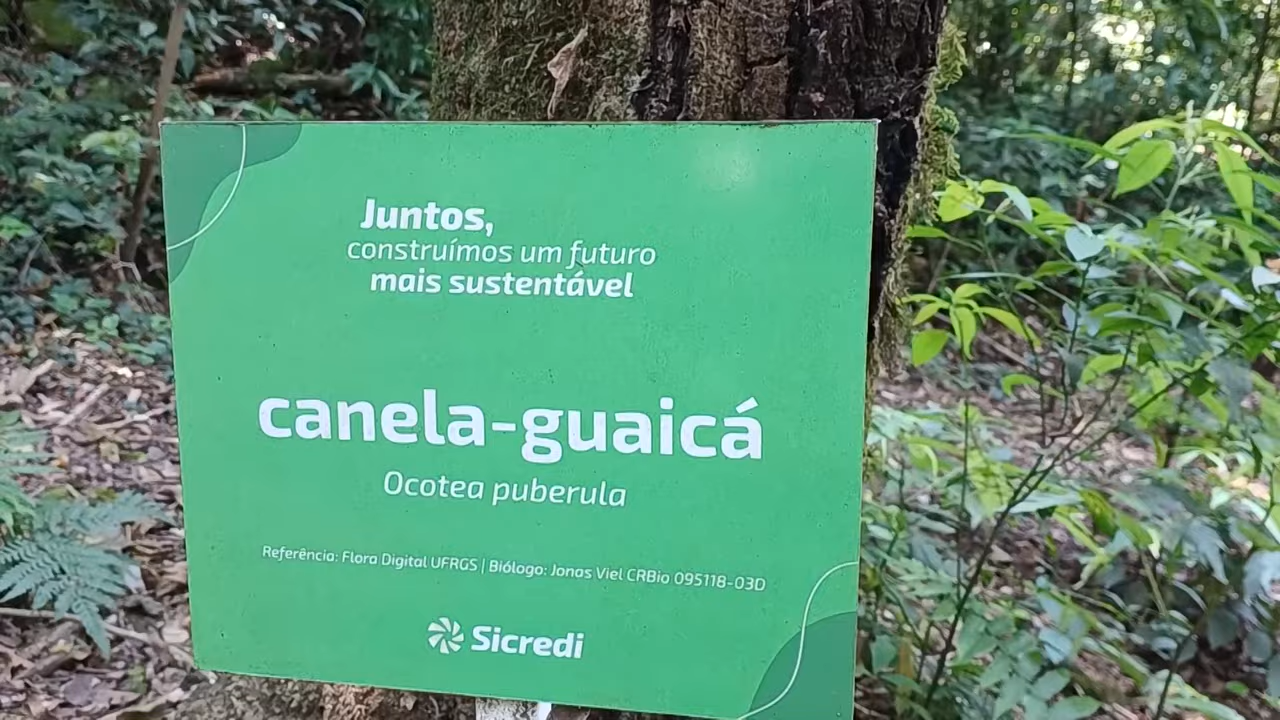 Juntos,
construímos um futuro
mais sustentável
canela-guaicá
Ocotea puberula
Referência: Flora Digital UFRGS | Biólogo: Jonas Viel CRBio 095118-03D
Sicredi